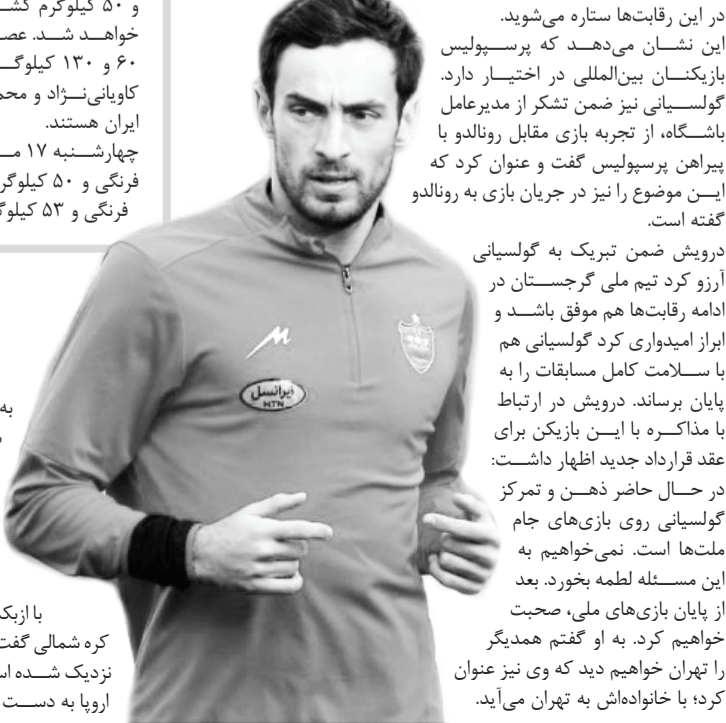 در این رقابت‌ها ستاره می‌شوید.
این نشان می‌دهد که پرسپولیس
بازیکنان بین‌المللی در اختیار دارد.
گولسیانی نیز ضمن تشکر از مدیرعامل
باشگاه، از تجربه بازی مقابل رونالدو با
پیراهن پرسپولیس گفت و عنوان کرد که
این موضوع را نیز در جریان بازی به رونالدو
گفته است.
درویش ضمن تبریک به گولسیانی
آرزو کرد تیم ملی گرجستان در
ادامه رقابت‌ها هم موفق باشد و
ابراز امیدواری کرد گولسیانی هم
با سلامت کامل مسابقات را به
پایان برساند. درویش در ارتباط
با مذاکره با این بازیکن برای
عقد قرارداد جدید اظهار داشت:
در حال حاضر ذهن و تمرکز
گولسیانی روی بازی‌های جام
ملت‌ها است. نمی‌خواهیم به
این مسئله لطمه بخورد. بعد
از پایان بازی‌های ملی، صحبت
خواهیم کرد. به او گفتم همدیگر
را تهران خواهیم دید که وی نیز عنوان
کرد؛ با خانواده‌اش به تهران می‌آید.
و ۵۰ کیلوگرم
خواهد شد.
۶۰ و ۱۳۰
کاویانی‌نژاد و
ایران هستند.
چهارشنبه ۱۷
فرنگی و ۵۰
فرنگی و ۵۳
ایرانسل
MTN
به
کره شمالی گفت
نزدیک شده
اروپا به دست